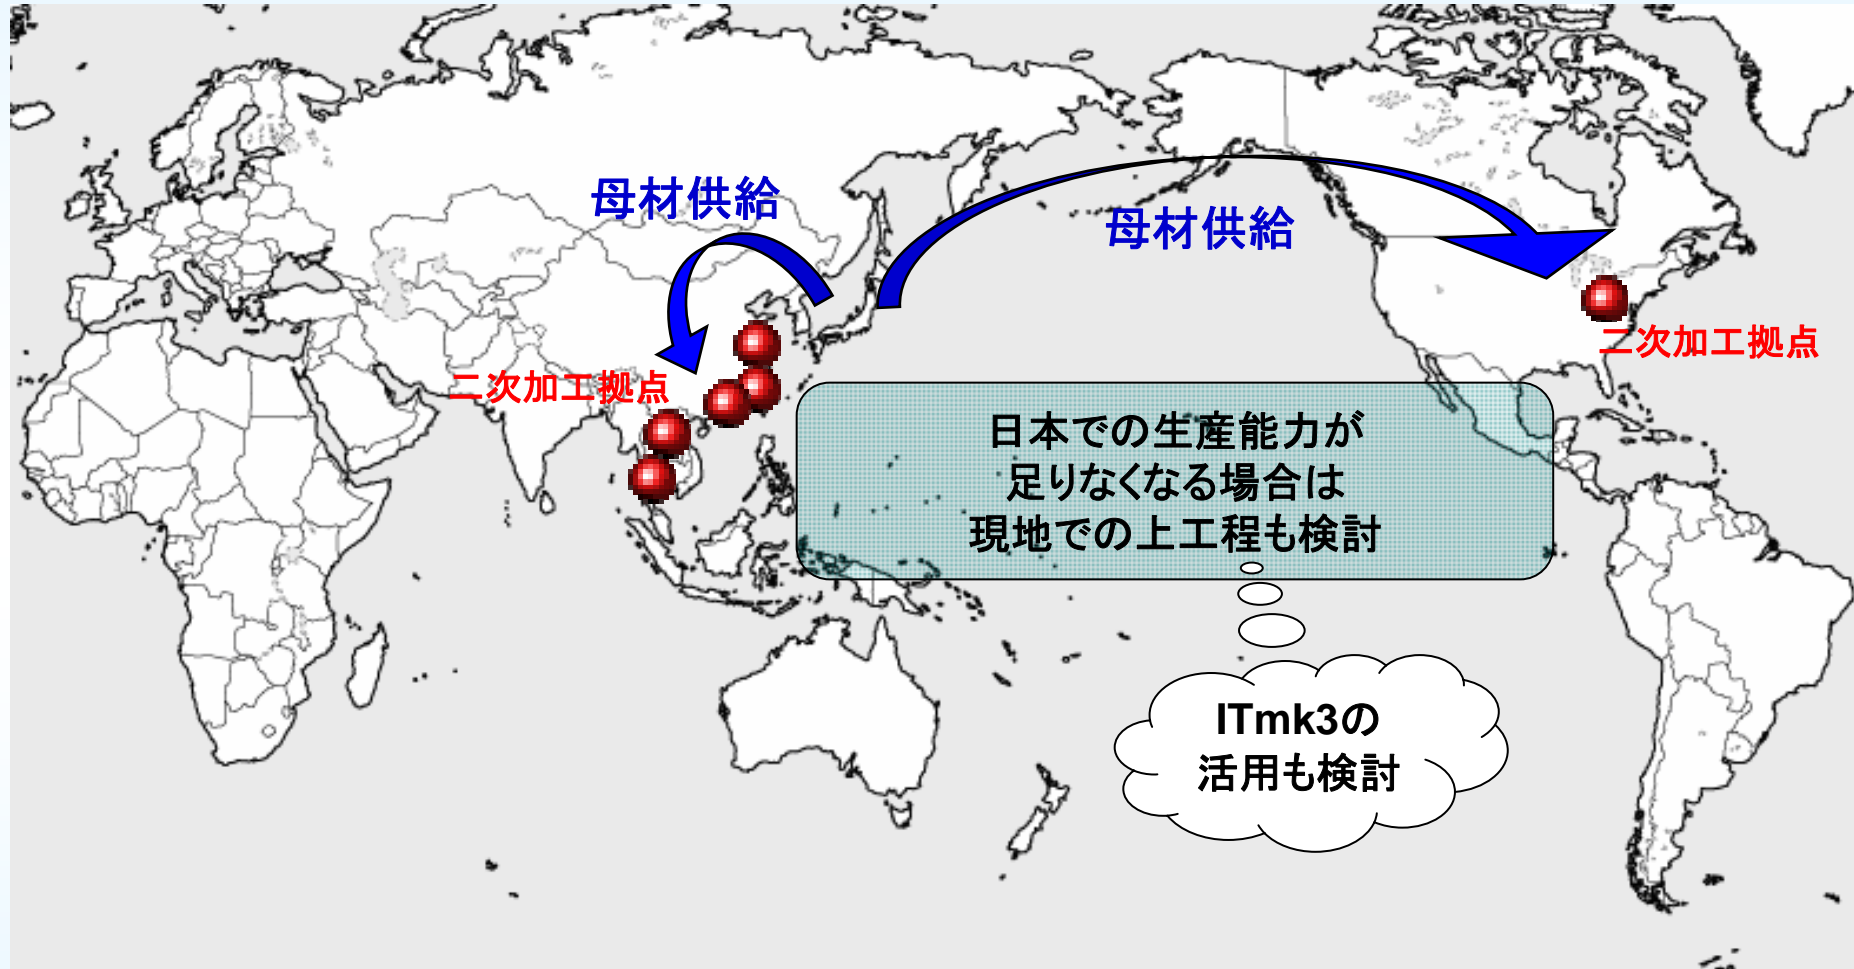 母材供給
母材供給
二次加工拠点
二次加工拠点
日本での生産能力が
足りなくなる場合は
現地での上工程も検討
ITmk3の
活用も検討